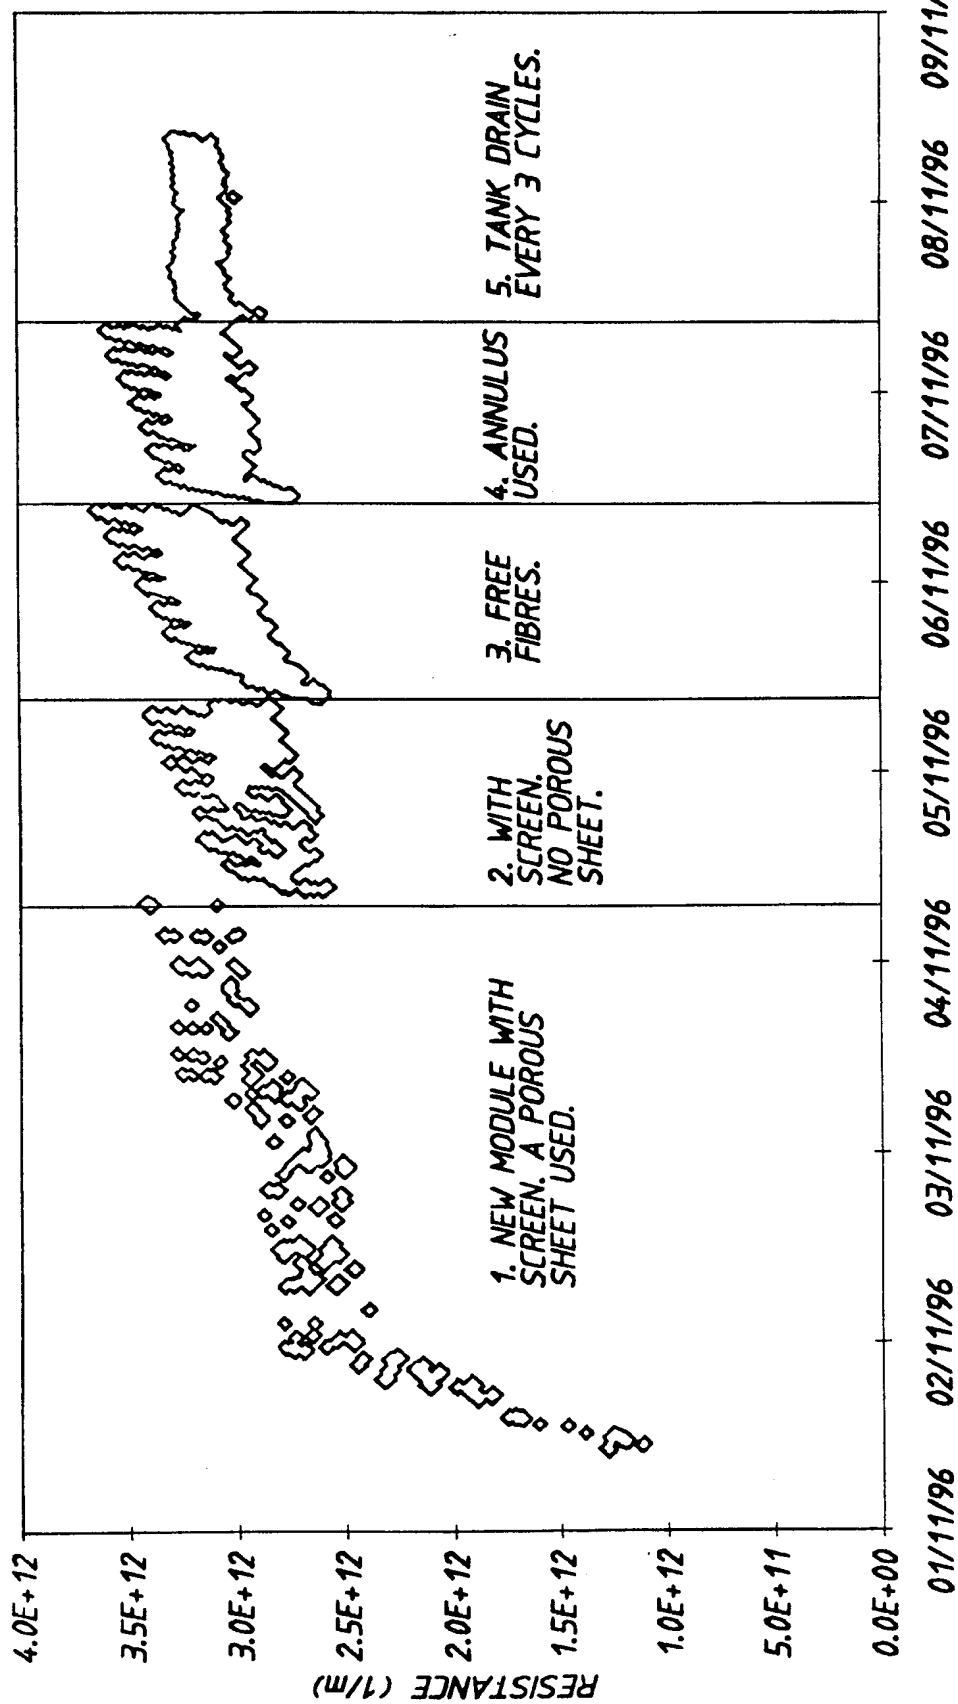 RESISTANCE (1/m)
4.0E+12
3.5E+12
3.0E+12
2.5E+12
2.0E+12
1.5E+12
1.0E+12
5.0E+11
0.0E+00
1. NEW MODULE WITH
SCREEN. A POROUS
SHEET USED.
2. WITH
SCREEN.
NO POROUS
SHEET.
3. FREE
FIBRES.
4. ANNULUS
USED.
5. TANK DRAIN
EVERY 3 CYCLES.
01/11/96 02/11/96 03/11/96 04/11/96 05/11/96 06/11/96 07/11/96 08/11/96 09/11/